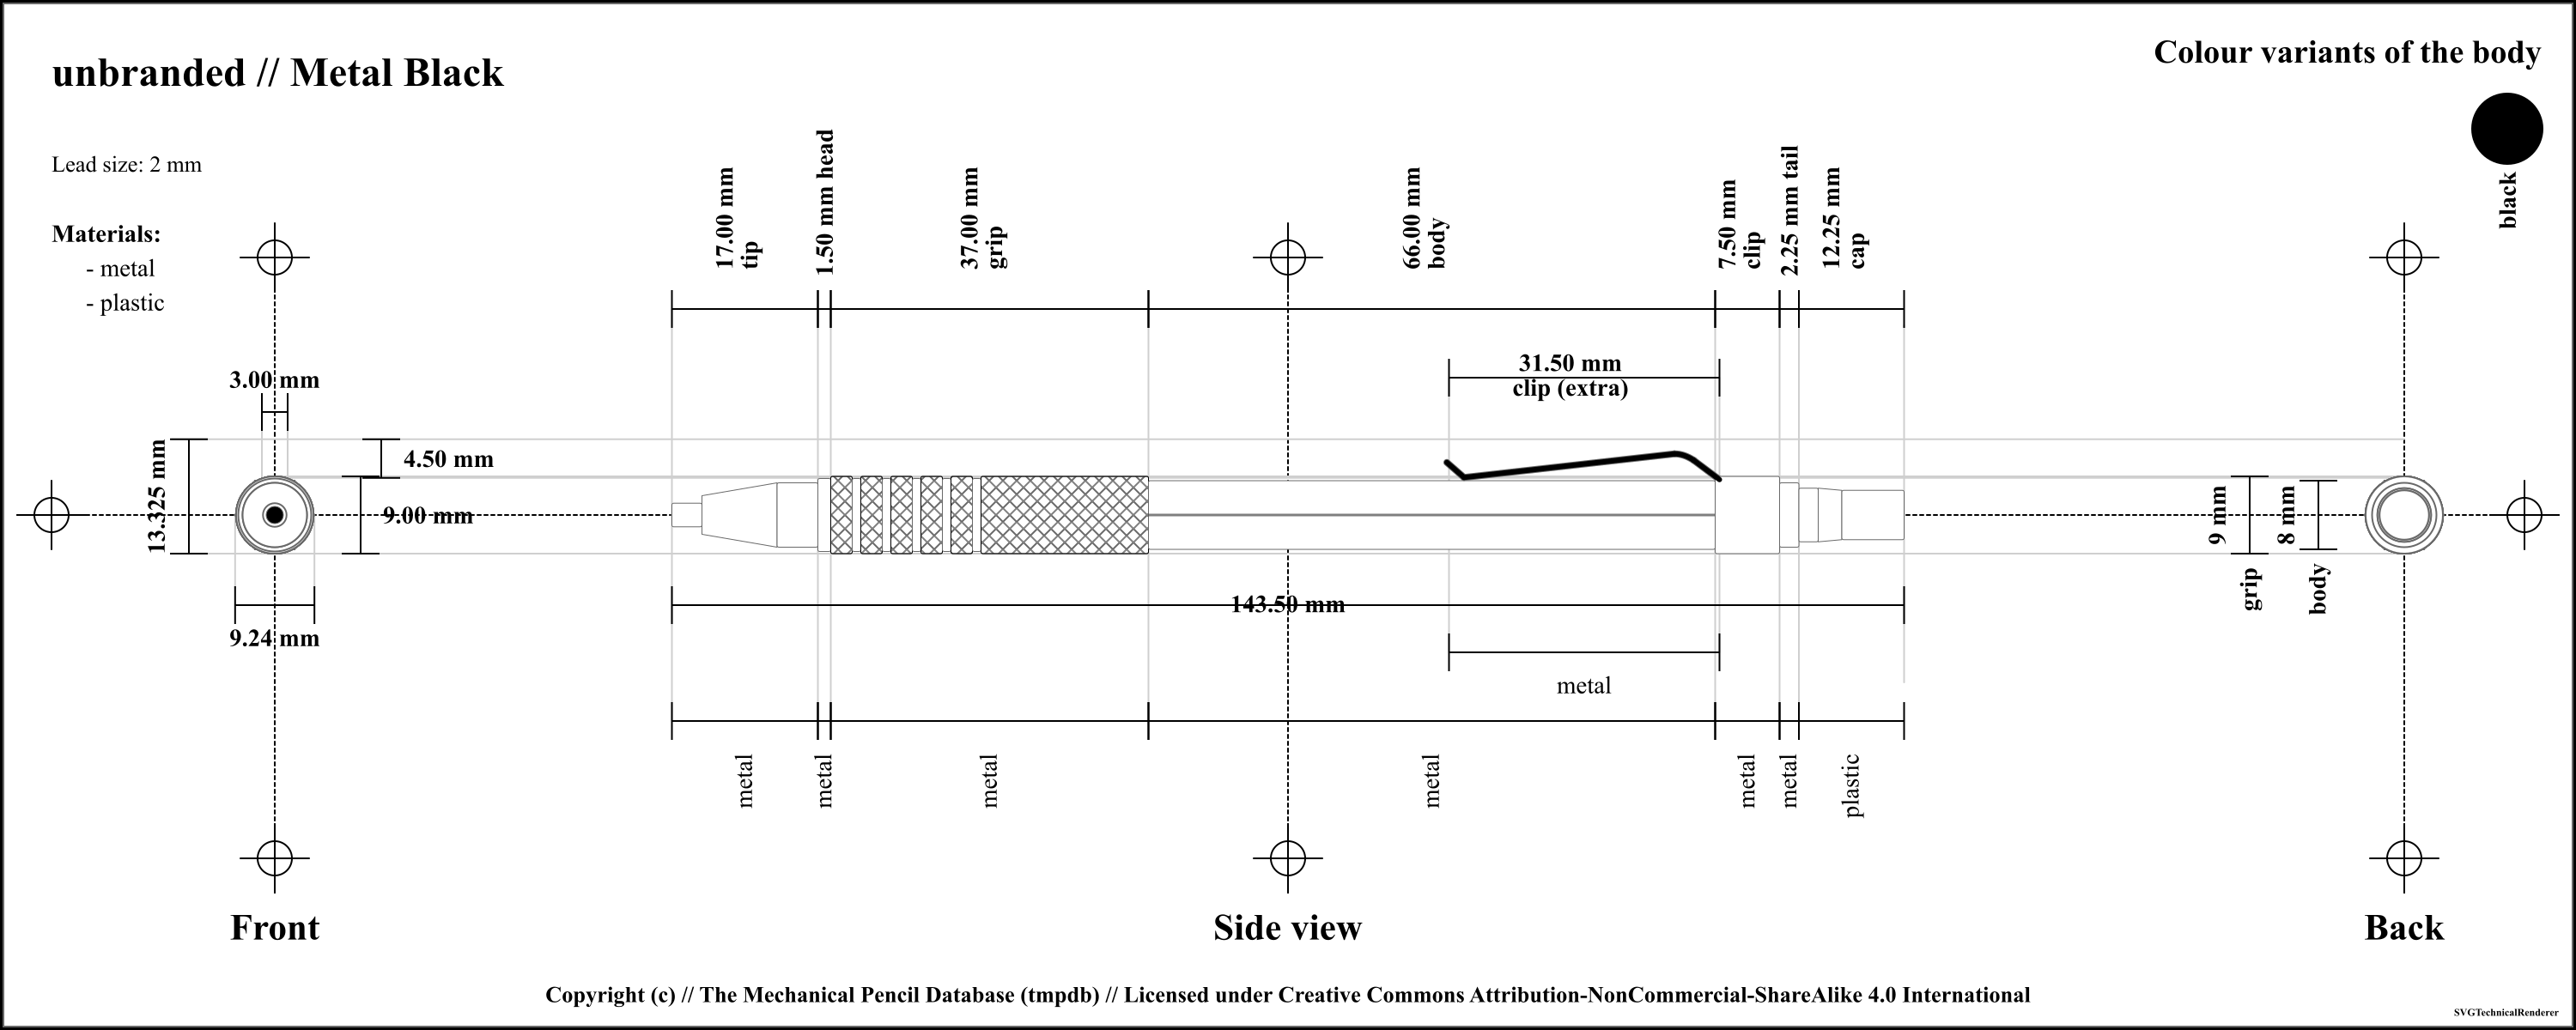 unbranded // Metal Black
Colour variants of the body
black
Lead size: 2 mm
Materials:
- metal
- plastic
17.00 mm
tip
1.50 mm head
37.00 mm
grip
66.00 mm
body
7.50 mm
clip
2.25 mm tail
12.25 mm
cap
31.50 mm
clip (extra)
3.00 mm
13.325 mm
4.50 mm
9.00 mm
9.24 mm
143.50 mm
9 mm
grip
8 mm
body
metal
metal
metal
metal
metal
metal
metal
plastic
Front
Side view
Back
Copyright (c) // The Mechanical Pencil Database (tmpdb) // Licensed under Creative Commons Attribution-NonCommercial-ShareAlike 4.0 International
SVGTechnicalRenderer